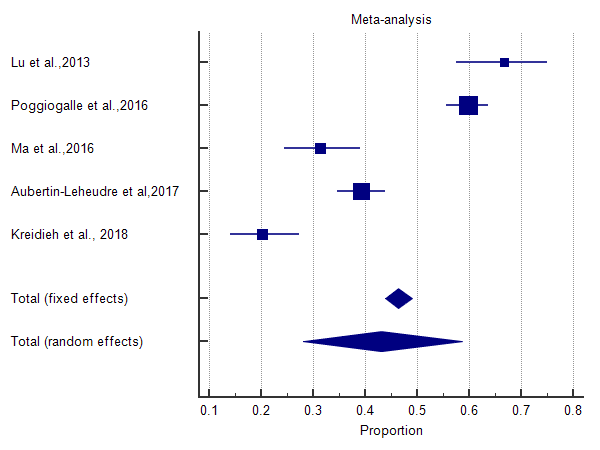 Meta-analysis
Lu et al.,2013
Poggiogalle et al.,2016
Ma et al.,2016
Aubertin-Leheudre et al,2017
Kreidieh et al., 2018
Total (fixed effects)
Total (random effects)
0.1 0.2 0.3 0.4 0.5 0.6 0.7 0.8
Proportion